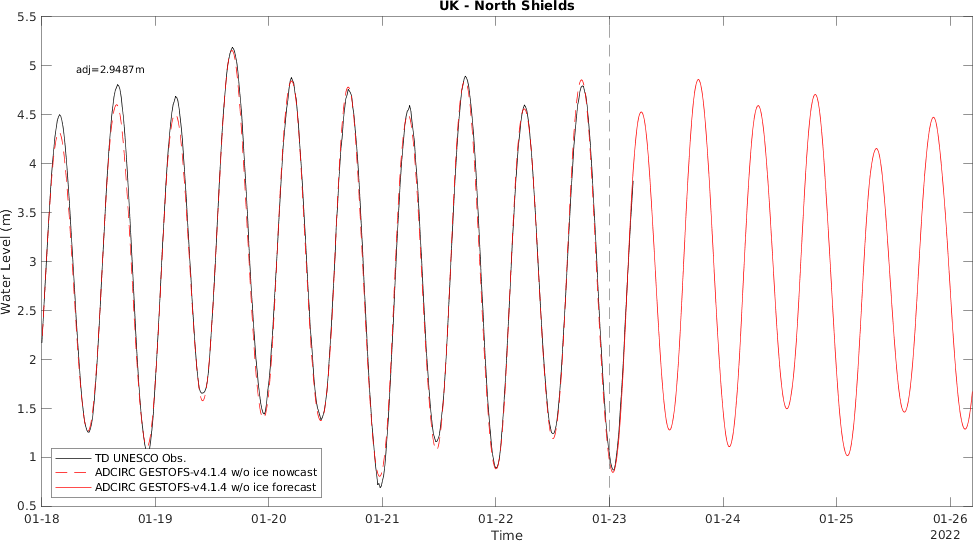 UK - North Shields
5.5
5
4.5
4
3.5
3
2.5
2
1.5
1
0.5
Water Level (m)
adj=2.9487m
TD UNESCO Obs.
ADCIRC GESTOFS-v4.1.4 w/o ice nowcast
ADCIRC GESTOFS-v4.1.4 w/o ice forecast
01-18 01-19 01-20 01-21 01-22 01-23 01-24 01-25 01-26
Time
2022